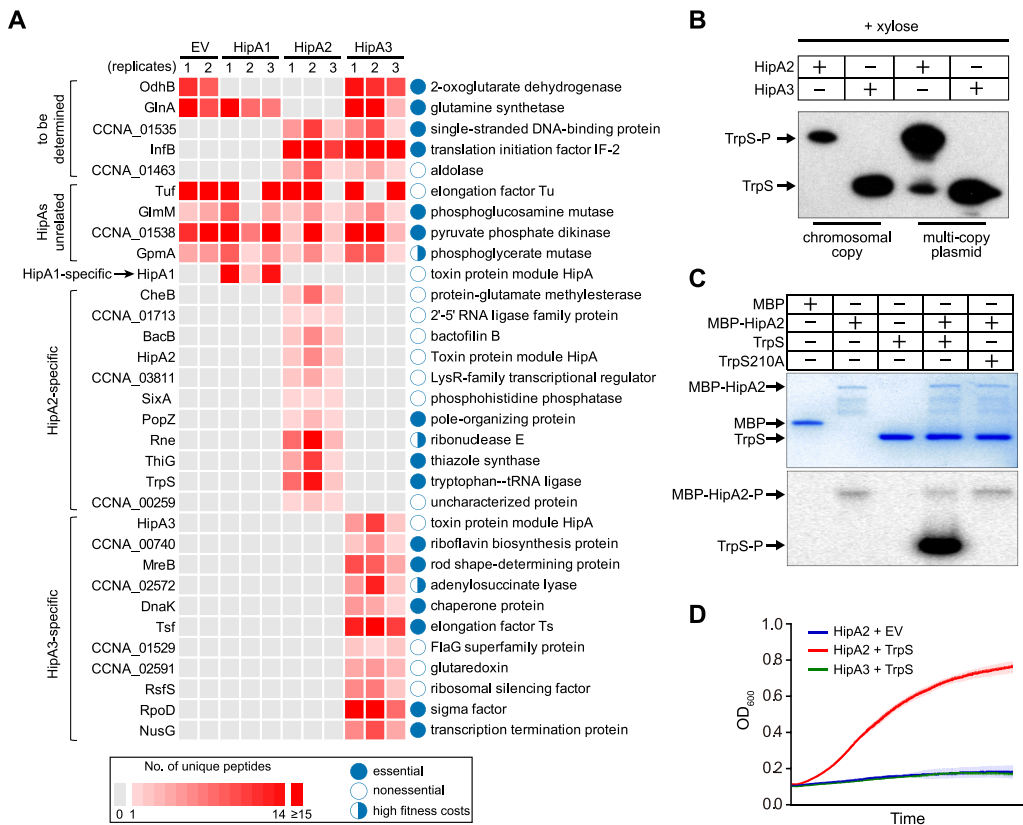 A
EV HipA1 HipA2 HipA3
(replicates) 1 2 1 2 3 1 2 3 1 2 3
to be determined
OdhB 2-oxoglutarate dehydrogenase
GlnA glutamine synthetase
CCNA_01535 single-stranded DNA-binding protein
InfB translation initiation factor IF-2
CCNA_01463 aldolase
HipAs unrelated
Tuf elongation factor Tu
GlmM phosphoglucosamine mutase
CCNA_01538 pyruvate phosphate dikinase
GpmA phosphoglycerate mutase
HipA1-specific HipA1 toxin protein module HipA
HipA2-specific
CheB protein-glutamate methylesterase
CCNA_01713 2'-5' RNA ligase family protein
BacB bactofilin B
HipA2 Toxin protein module HipA
CCNA_03811 LysR-family transcriptional regulator
SixA phosphohistidine phosphatase
PopZ pole-organizing protein
Rne ribonuclease E
ThiG thiazole synthase
TrpS tryptophan--tRNA ligase
CCNA_00259 uncharacterized protein
HipA3-specific
HipA3 toxin protein module HipA
CCNA_00740 riboflavin biosynthesis protein
MreB rod shape-determining protein
CCNA_02572 adenylosuccinate lyase
DnaK chaperone protein
Tsf elongation factor Ts
CCNA_01529 FlaG superfamily protein
CCNA_02591 glutaredoxin
RsfS ribosomal silencing factor
RpoD sigma factor
NusG transcription termination protein
No. of unique peptides
0 1 14 ≥15
essential
nonessential
high fitness costs
B
+ xylose
HipA2 + − + −
HipA3 − + − +
TrpS-P
TrpS
chromosomal copy
multi-copy plasmid
C
MBP + − − − −
MBP-HipA2 − + − + +
TrpS − − + + −
TrpS210A − − − − +
MBP-HipA2
MBP
TrpS
MBP-HipA2-P
TrpS-P
D
HipA2 + EV
HipA2 + TrpS
HipA3 + TrpS
OD600
1.0
0.8
0.6
0.4
0.2
0.0
Time